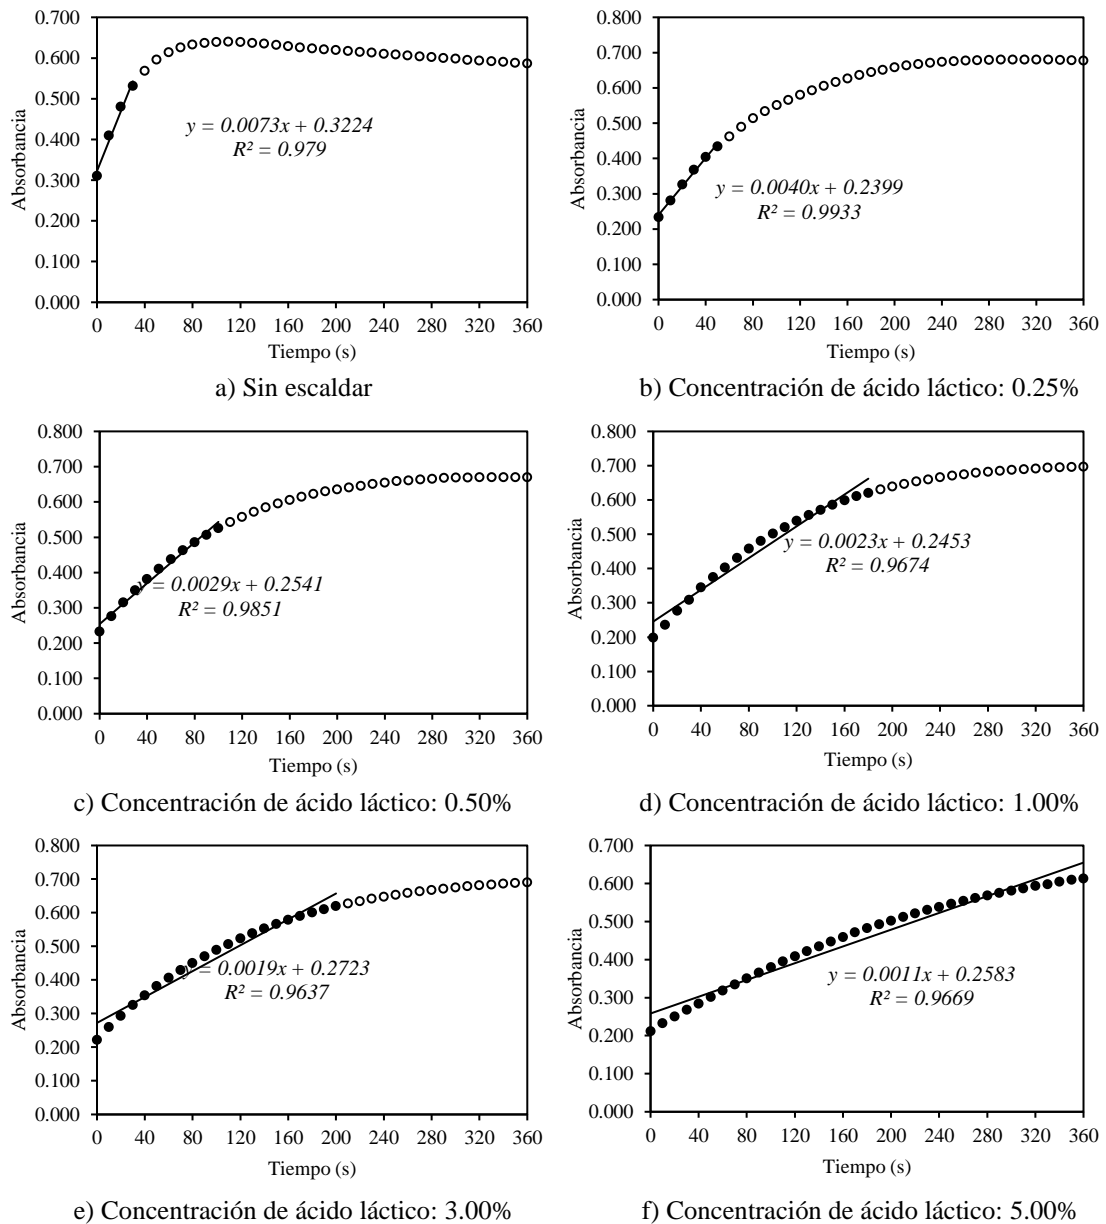 0.700
0.600
0.500
0.400
0.300
0.200
0.100
0.000
Absorbancia
y = 0.0073x + 0.3224
R² = 0.979
0 40 80 120 160 200 240 280 320 360
Tiempo (s)
a) Sin escaldar
0.800
0.700
0.600
0.500
0.400
0.300
0.200
0.100
0.000
Absorbancia
y = 0.0040x + 0.2399
R² = 0.9933
0 40 80 120 160 200 240 280 320 360
Tiempo (s)
b) Concentración de ácido láctico: 0.25%
0.800
0.700
0.600
0.500
0.400
0.300
0.200
0.100
0.000
Absorbancia
y = 0.0029x + 0.2541
R² = 0.9851
0 40 80 120 160 200 240 280 320 360
Tiempo (s)
c) Concentración de ácido láctico: 0.50%
0.800
0.700
0.600
0.500
0.400
0.300
0.200
0.100
0.000
Absorbancia
y = 0.0023x + 0.2453
R² = 0.9674
0 40 80 120 160 200 240 280 320 360
Tiempo (s)
d) Concentración de ácido láctico: 1.00%
0.800
0.700
0.600
0.500
0.400
0.300
0.200
0.100
0.000
Absorbancia
y = 0.0019x + 0.2723
R² = 0.9637
0 40 80 120 160 200 240 280 320 360
Tiempo (s)
e) Concentración de ácido láctico: 3.00%
0.700
0.600
0.500
0.400
0.300
0.200
0.100
0.000
Absorbancia
y = 0.0011x + 0.2583
R² = 0.9669
0 40 80 120 160 200 240 280 320 360
Tiempo (s)
f) Concentración de ácido láctico: 5.00%